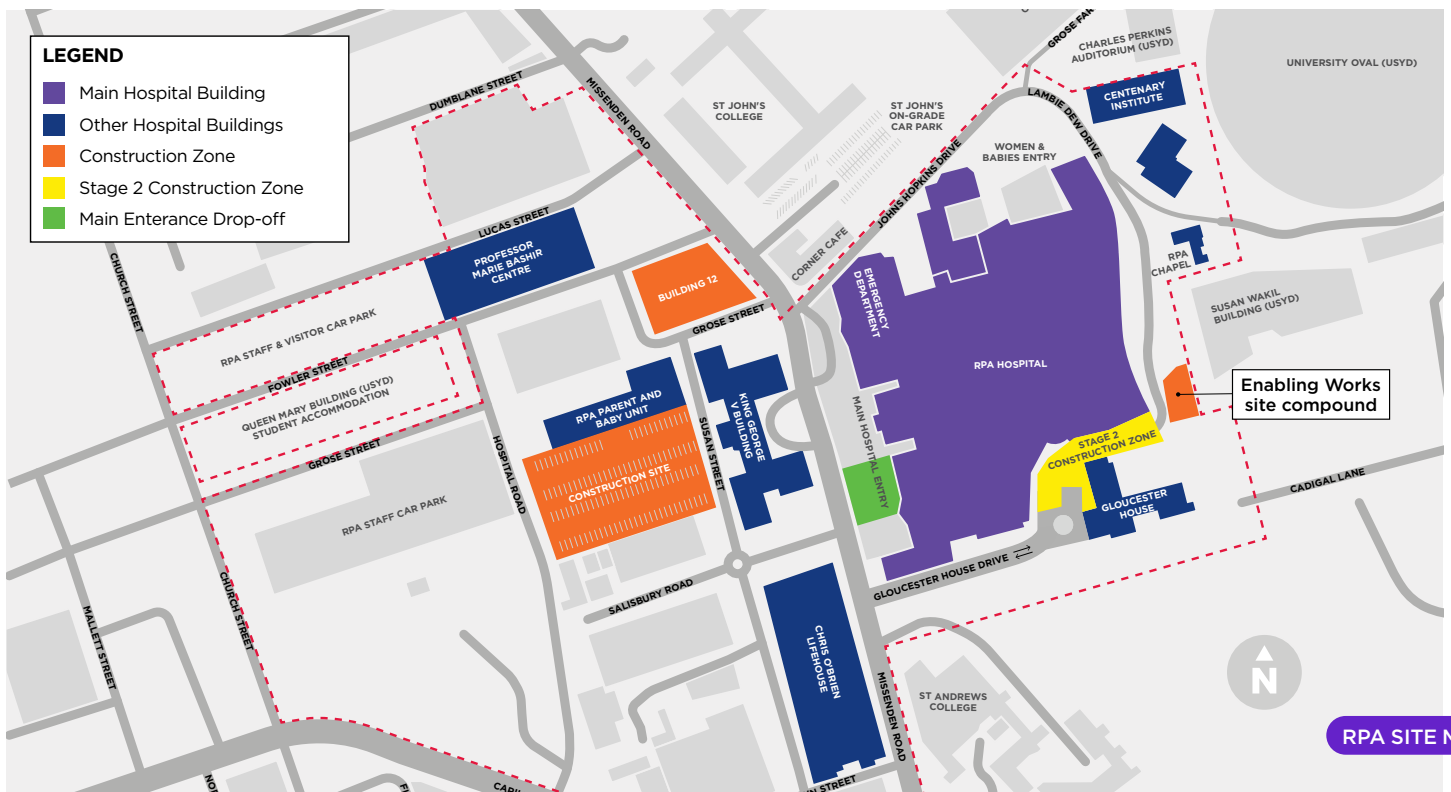 LEGEND
Main Hospital Building
Other Hospital Buildings
Construction Zone
Stage 2 Construction Zone
Main Enterance Drop-off
DUMBLANE STREET
MISSENDEN ROAD
ST JOHN'S
COLLEGE
ST JOHN'S
ON-GRADE
CAR PARK
CHARLES PERKINS
AUDITORIUM (USYD)
UNIVERSITY OVAL (USYD)
CENTENARY
INSTITUTE
LAMBIE DEW DRIVE
WOMEN &
BABIES ENTRY
JOHNS HOPKINS DRIVE
LUCAS STREET
PROFESSOR
MARIE BASHIR
CENTRE
CORNER CAFE
BUILDING 12
EMERGENCY
DEPARTMENT
RPA
CHAPEL
SUSAN WAKIL
BUILDING (USYD)
CHURCH STREET
RPA STAFF & VISITOR CAR PARK
GROSE STREET
FOWLER STREET
RPA HOSPITAL
Enabling Works
site compound
QUEEN MARY BUILDING (USYD)
STUDENT ACCOMMODATION
RPA PARENT AND
BABY UNIT
KING GEORGE
V BUILDING
MAIN HOSPITAL ENTRY
STAGE 2
CONSTRUCTION ZONE
GROSE STREET
HOSPITAL ROAD
SUSAN STREET
CONSTRUCTION SITE
CADIGAL LANE
GLOUCESTER
HOUSE
RPA STAFF CAR PARK
GLOUCESTER HOUSE DRIVE
SALISBURY ROAD
CHURCH STREET
MALLETT STREET
CHRIS O'BRIEN
LIFEHOUSE
MISSENDEN ROAD
ST ANDREWS
COLLEGE
N
RPA SITE
STREET